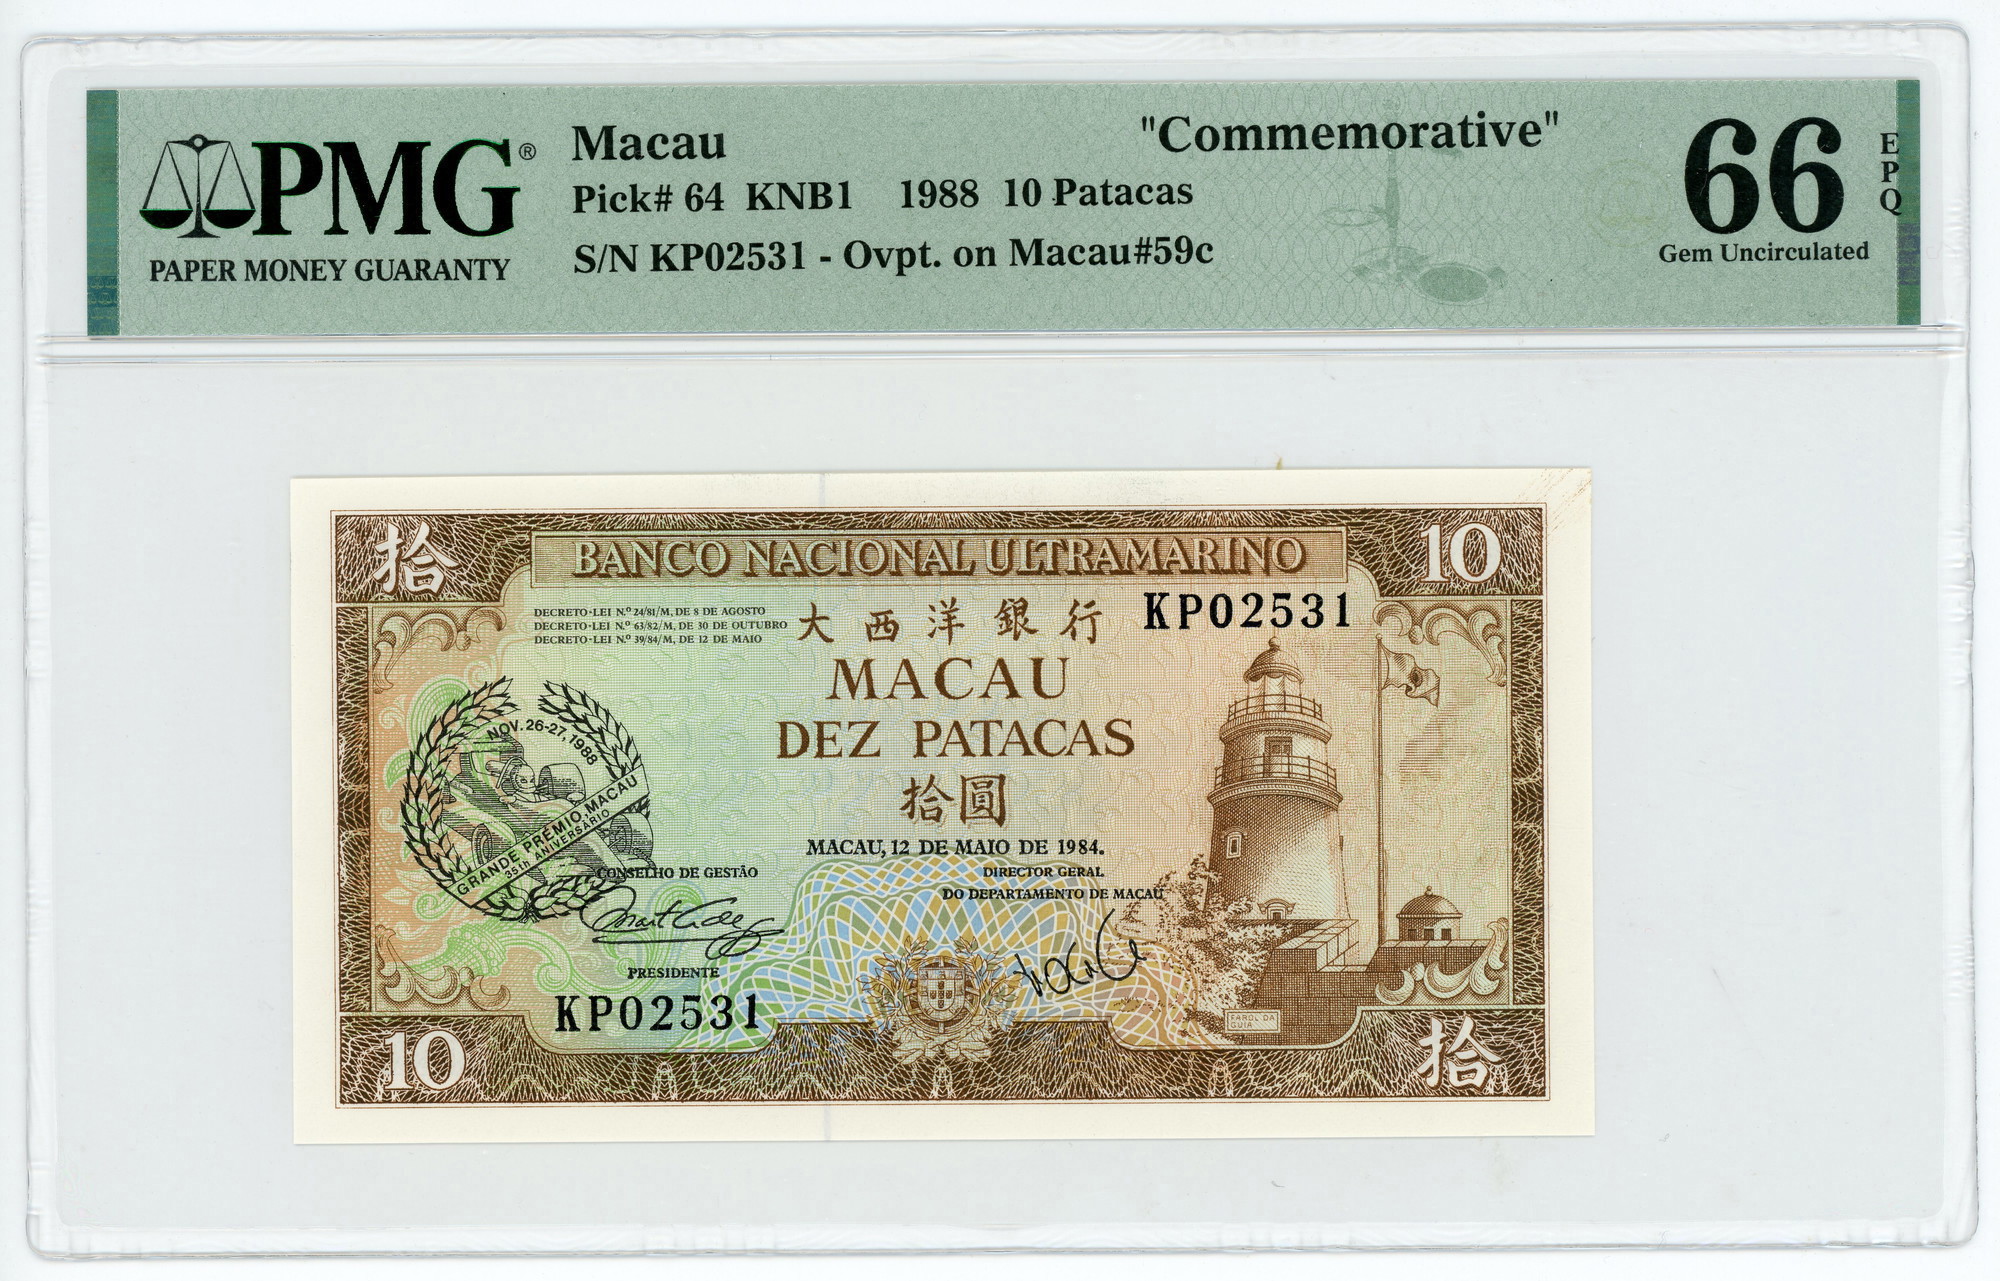 PMG®
PAPER MONEY GUARANTY
Macau
"Commemorative"
Pick# 64 KNB1 1988 10 Patacas
S/N KP02531 - Ovpt. on Macau#59c
66
EPQ
Gem Uncirculated
拾
BANCO NACIONAL ULTRAMARINO
10
DECRETO-LEI N.º 24/81/M, DE 8 DE AGOSTO
DECRETO-LEI N.º 63/82/M, DE 30 DE OUTUBRO
DECRETO-LEI N.º 39/84/M, DE 12 DE MAIO
大西洋銀行
KP02531
MACAU
DEZ PATACAS
拾圓
MACAU, 12 DE MAIO DE 1984.
NOV. 26-27, 1988
GRANDE PRÉMIO, MACAU
35th ANIVERSÁRIO
CONSELHO DE GESTÃO
PRESIDENTE
DIRECTOR GERAL
DO DEPARTAMENTO DE MACAU
KP02531
FAROL DA
GUIA
10
拾